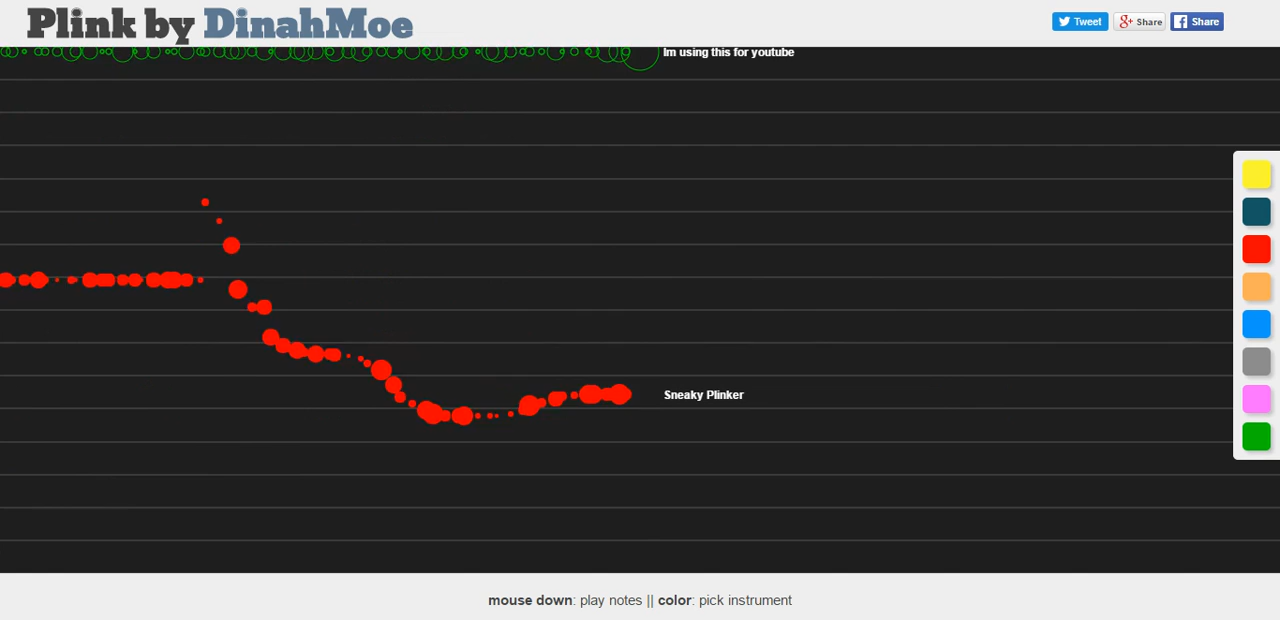 Plink by DinahMoe
Tweet
Share
Share
Im using this for youtube
Sneaky Plinker
mouse down: play notes || color: pick instrument